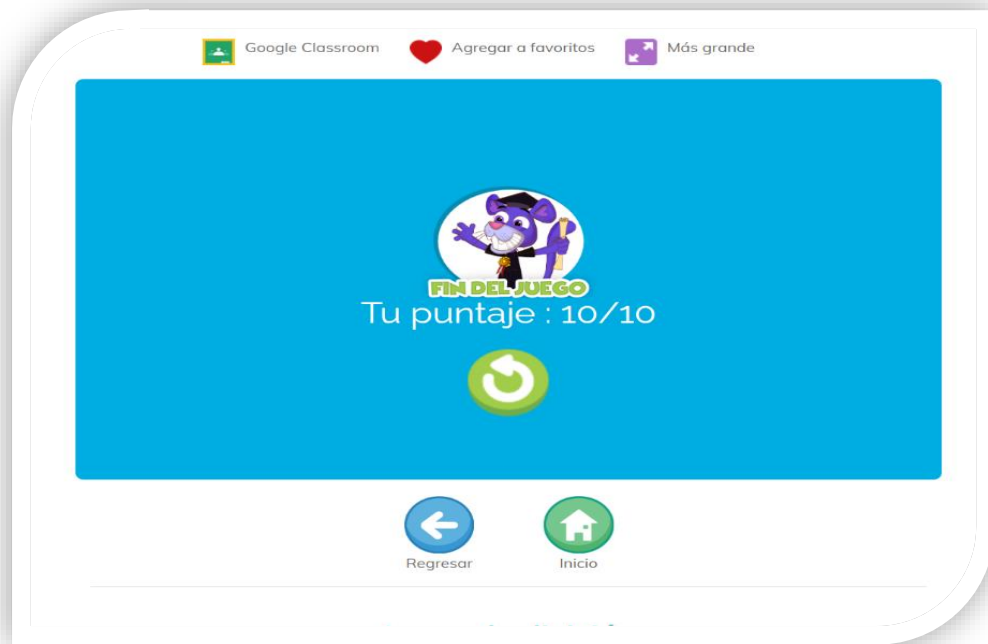 Google Classroom Agregar a favoritos Más grande
FIN DEL JUEGO
Tu puntaje : 10/10
Regresar Inicio